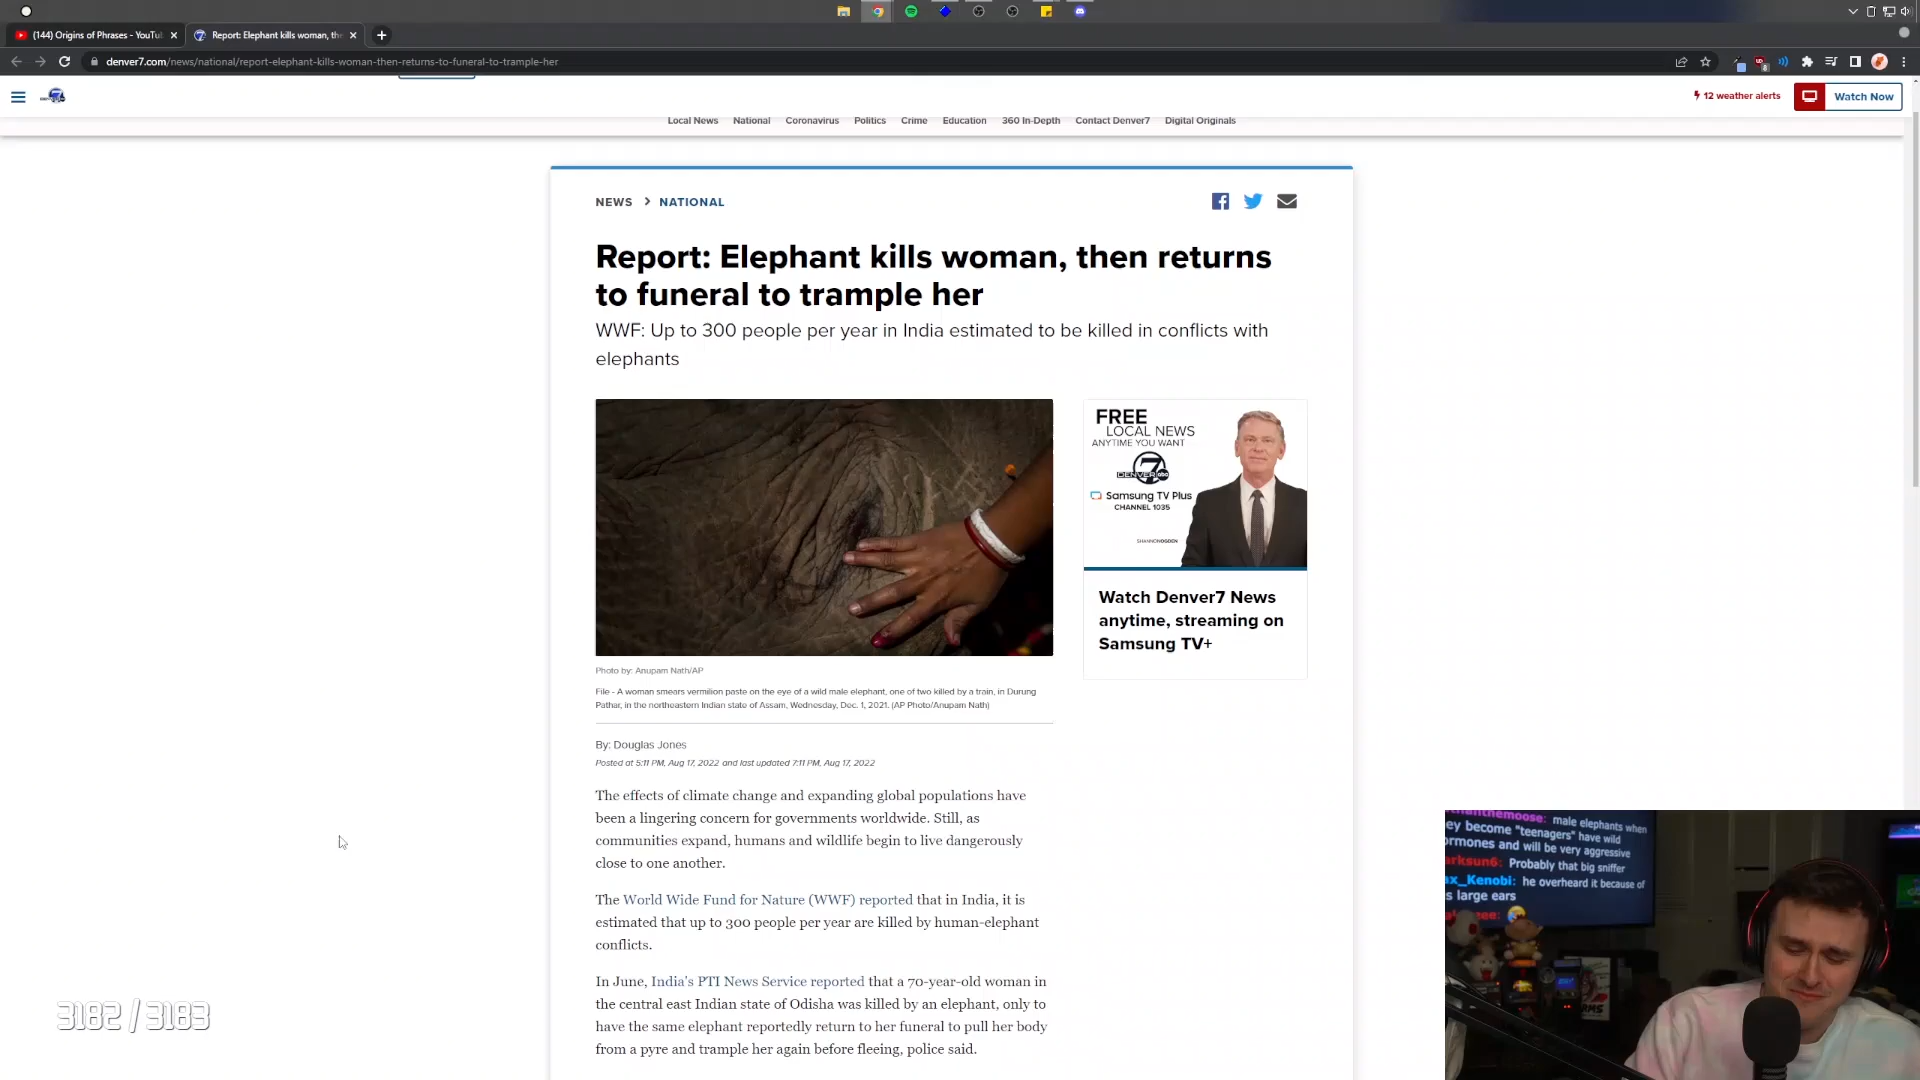 (144) Origins of Phrases - YouTu
Report: Elephant kills woman, the
denver7.com/news/national/report-elephant-kills-woman-then-returns-to-funeral-to-trample-her
12 weather alerts
Watch Now
Local News National Coronavirus Politics Crime Education 360 In-Depth Contact Denver7 Digital Originals
NEWS > NATIONAL
Report: Elephant kills woman, then returns
to funeral to trample her
WWF: Up to 300 people per year in India estimated to be killed in conflicts with
elephants
FREE
LOCAL NEWS
ANYTIME YOU WANT
DENVER 7 abc
Samsung TV Plus
CHANNEL 1035
SHANNON OGDEN
Watch Denver7 News
anytime, streaming on
Samsung TV+
Photo by: Anupam Nath/AP
File - A woman smears vermilion paste on the eye of a wild male elephant, one of two killed by a train, in Durung
Pathar, in the northeastern Indian state of Assam, Wednesday, Dec. 1, 2021. (AP Photo/Anupam Nath)
By: Douglas Jones
Posted at 5:11 PM, Aug 17, 2022 and last updated 7:11 PM, Aug 17, 2022
The effects of climate change and expanding global populations have
been a lingering concern for governments worldwide. Still, as
communities expand, humans and wildlife begin to live dangerously
close to one another.
The World Wide Fund for Nature (WWF) reported that in India, it is
estimated that up to 300 people per year are killed by human-elephant
conflicts.
In June, India's PTI News Service reported that a 70-year-old woman in
the central east Indian state of Odisha was killed by an elephant, only to
have the same elephant reportedly return to her funeral to pull her body
from a pyre and trample her again before fleeing, police said.
3182 / 3183
hanthemoose: male elephants when
ey become "teenagers" have wild
ormones and will be very aggressive
arksun6: Probably that big sniffer
ax_Kenobi: he overheard it because of
s large ears